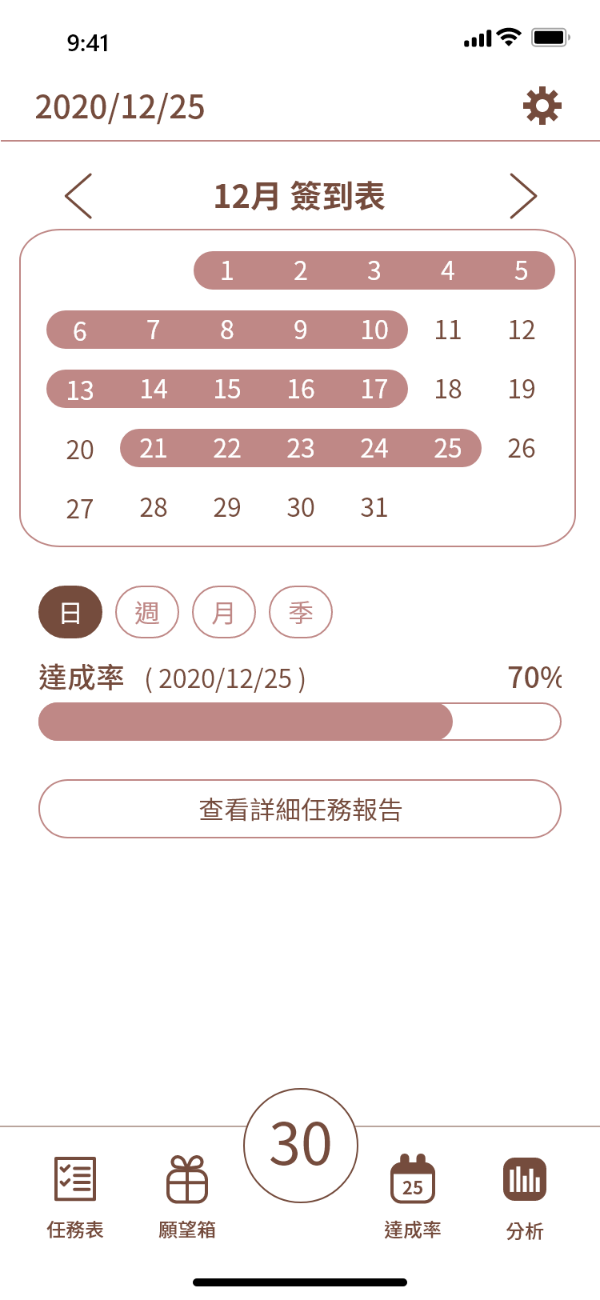 9:41
2020/12/25
12月 簽到表
1 2 3 4 5
6 7 8 9 10 11 12
13 14 15 16 17 18 19
20 21 22 23 24 25 26
27 28 29 30 31
日 週 月 季
達成率 ( 2020/12/25 ) 70%
查看詳細任務報告
30
25
任務表 願望箱 達成率 分析